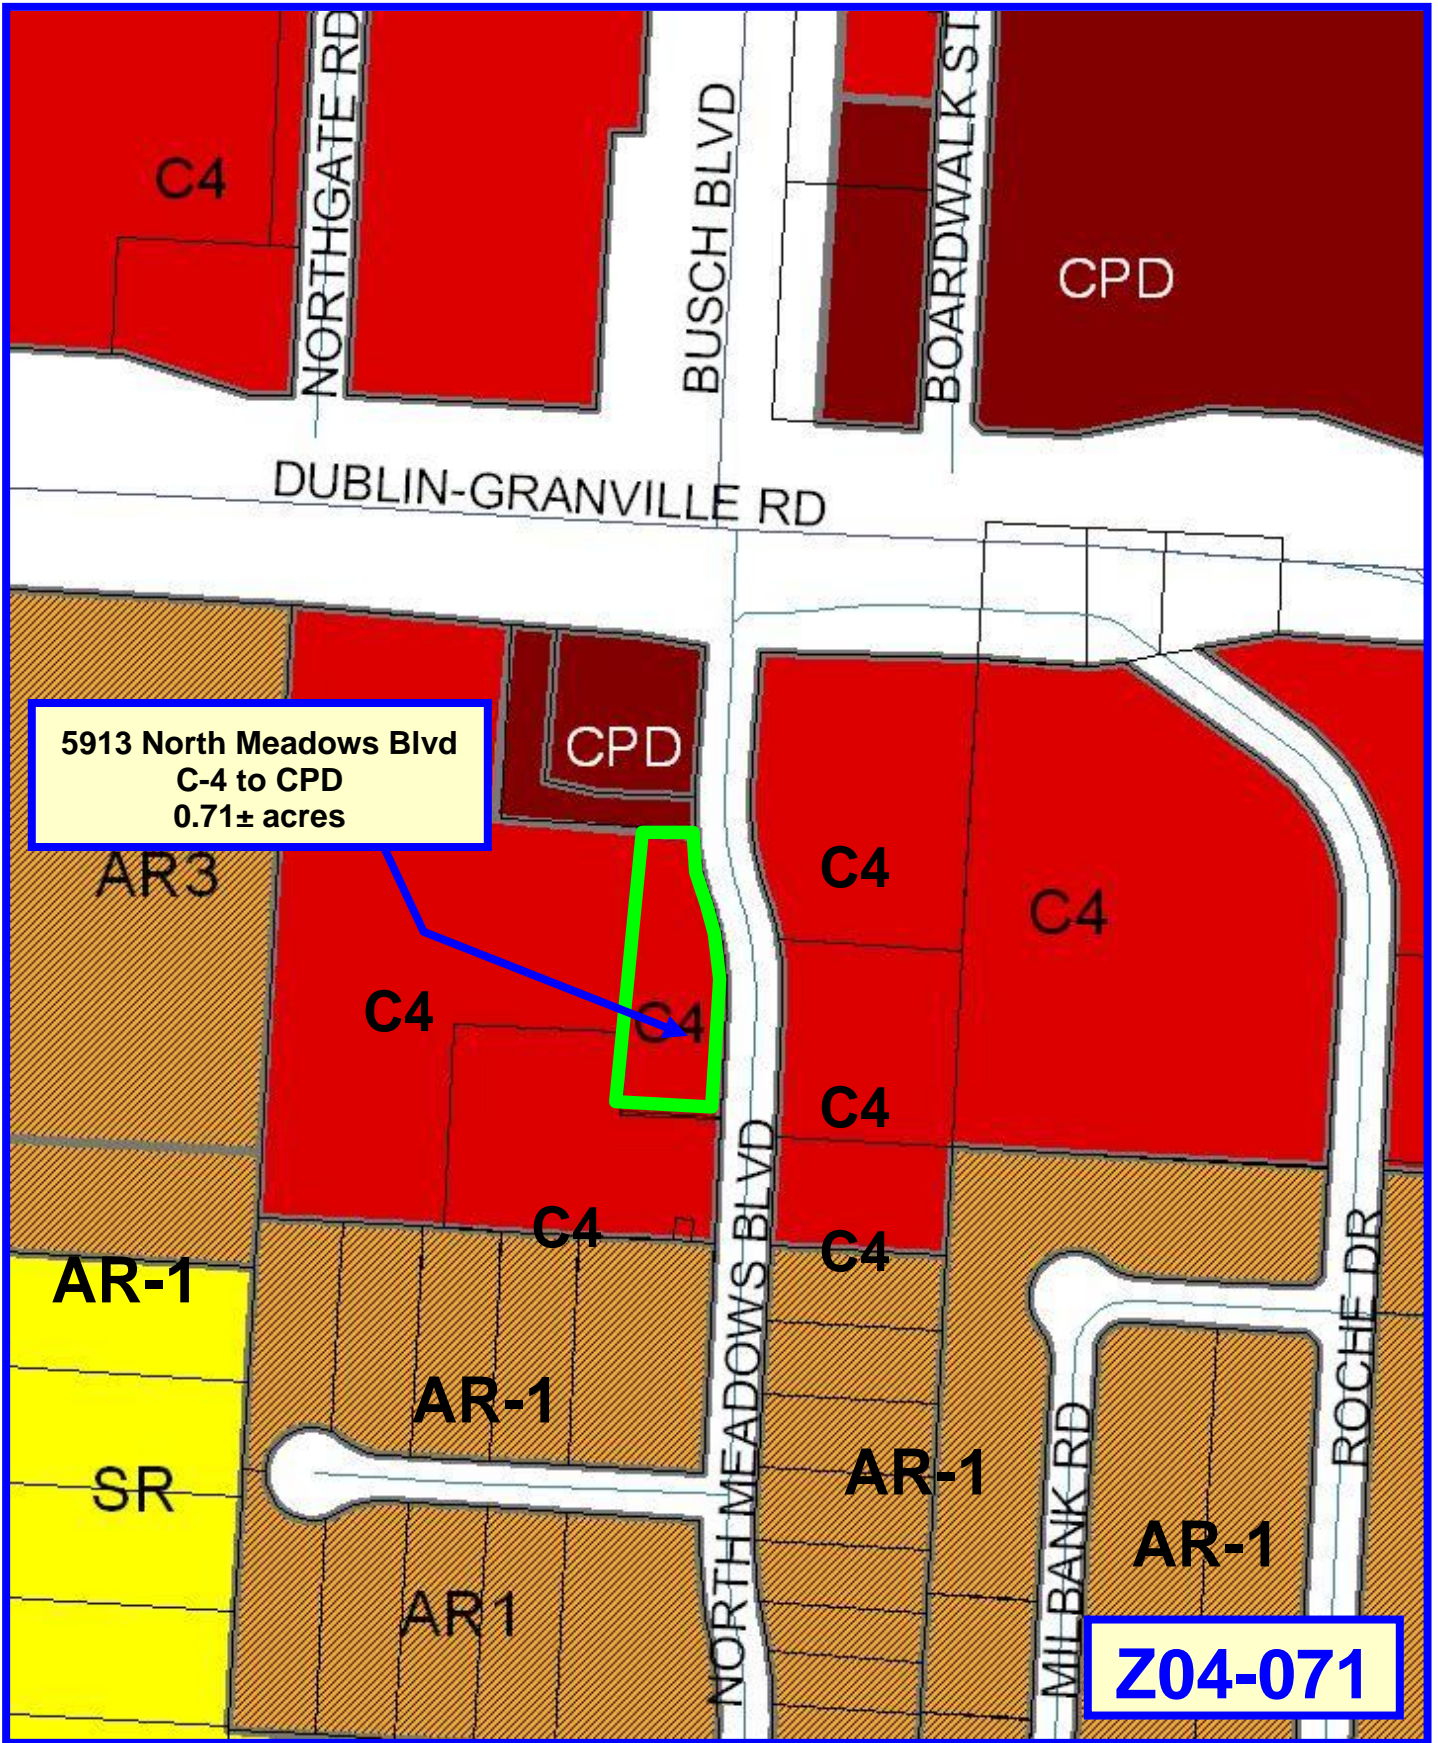 C4
NORTHGATE RD
BUSCH BLVD
BOARDWALK ST
CPD
DUBLIN-GRANVILLE RD
5913 North Meadows Blvd
C-4 to CPD
0.71± acres
CPD
AR3
C4
C4
C4
C4
C4
C4
C4
C4
NORTH MEADOWS BLVD
ROCHE DR
AR-1
AR-1
AR-1
SR
MILBANK RD
AR-1
AR1
Z04-071